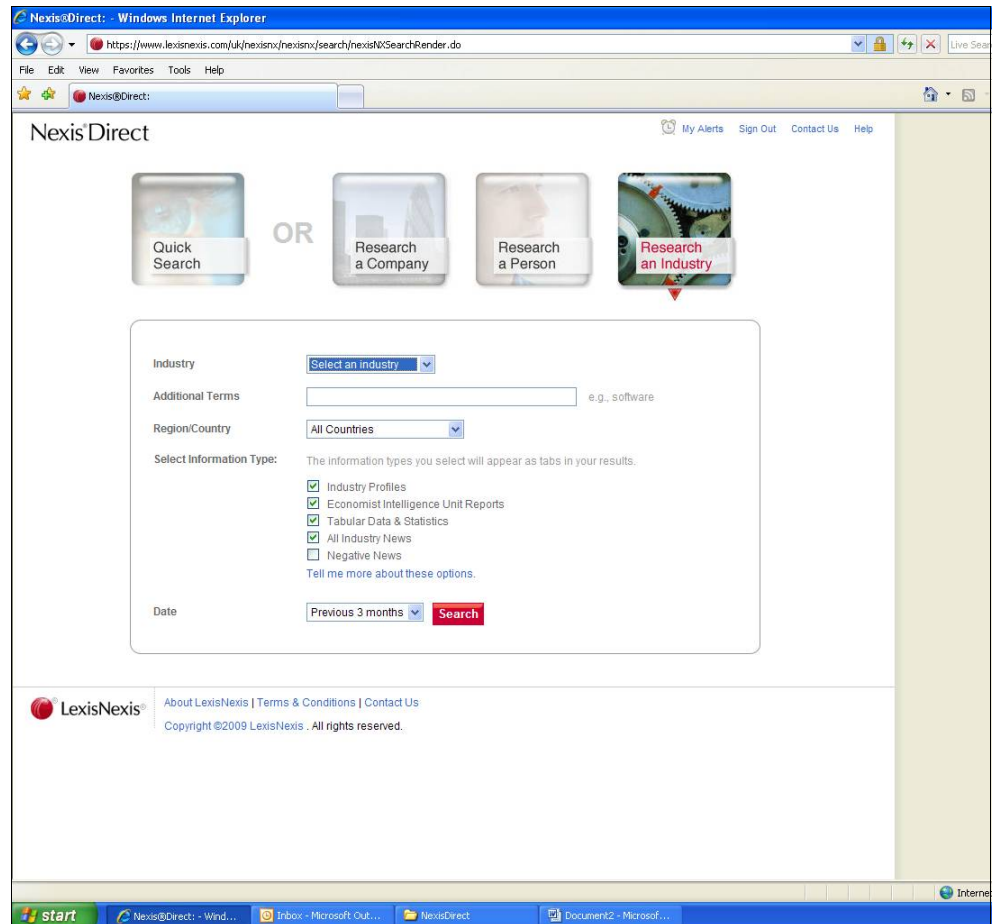 Nexis®Direct: - Windows Internet Explorer
https://www.lexisnexis.com/uk/nexisnx/nexisnx/search/nexisNXSearchRender.do
Live Sear
File Edit View Favorites Tools Help
Nexis®Direct:
Nexis®Direct
My Alerts Sign Out Contact Us Help
Quick
Search
OR
Research
a Company
Research
a Person
Research
an Industry
Industry Select an industry
Additional Terms e.g., software
Region/Country All Countries
Select Information Type: The information types you select will appear as tabs in your results.
Industry Profiles
Economist Intelligence Unit Reports
Tabular Data & Statistics
All Industry News
Negative News
Tell me more about these options.
Date Previous 3 months Search
LexisNexis®
About LexisNexis | Terms & Conditions | Contact Us
Copyright ©2009 LexisNexis . All rights reserved.
Interne
start Nexis®Direct: - Wind... Inbox - Microsoft Out... NexisDirect Document2 - Microsof...